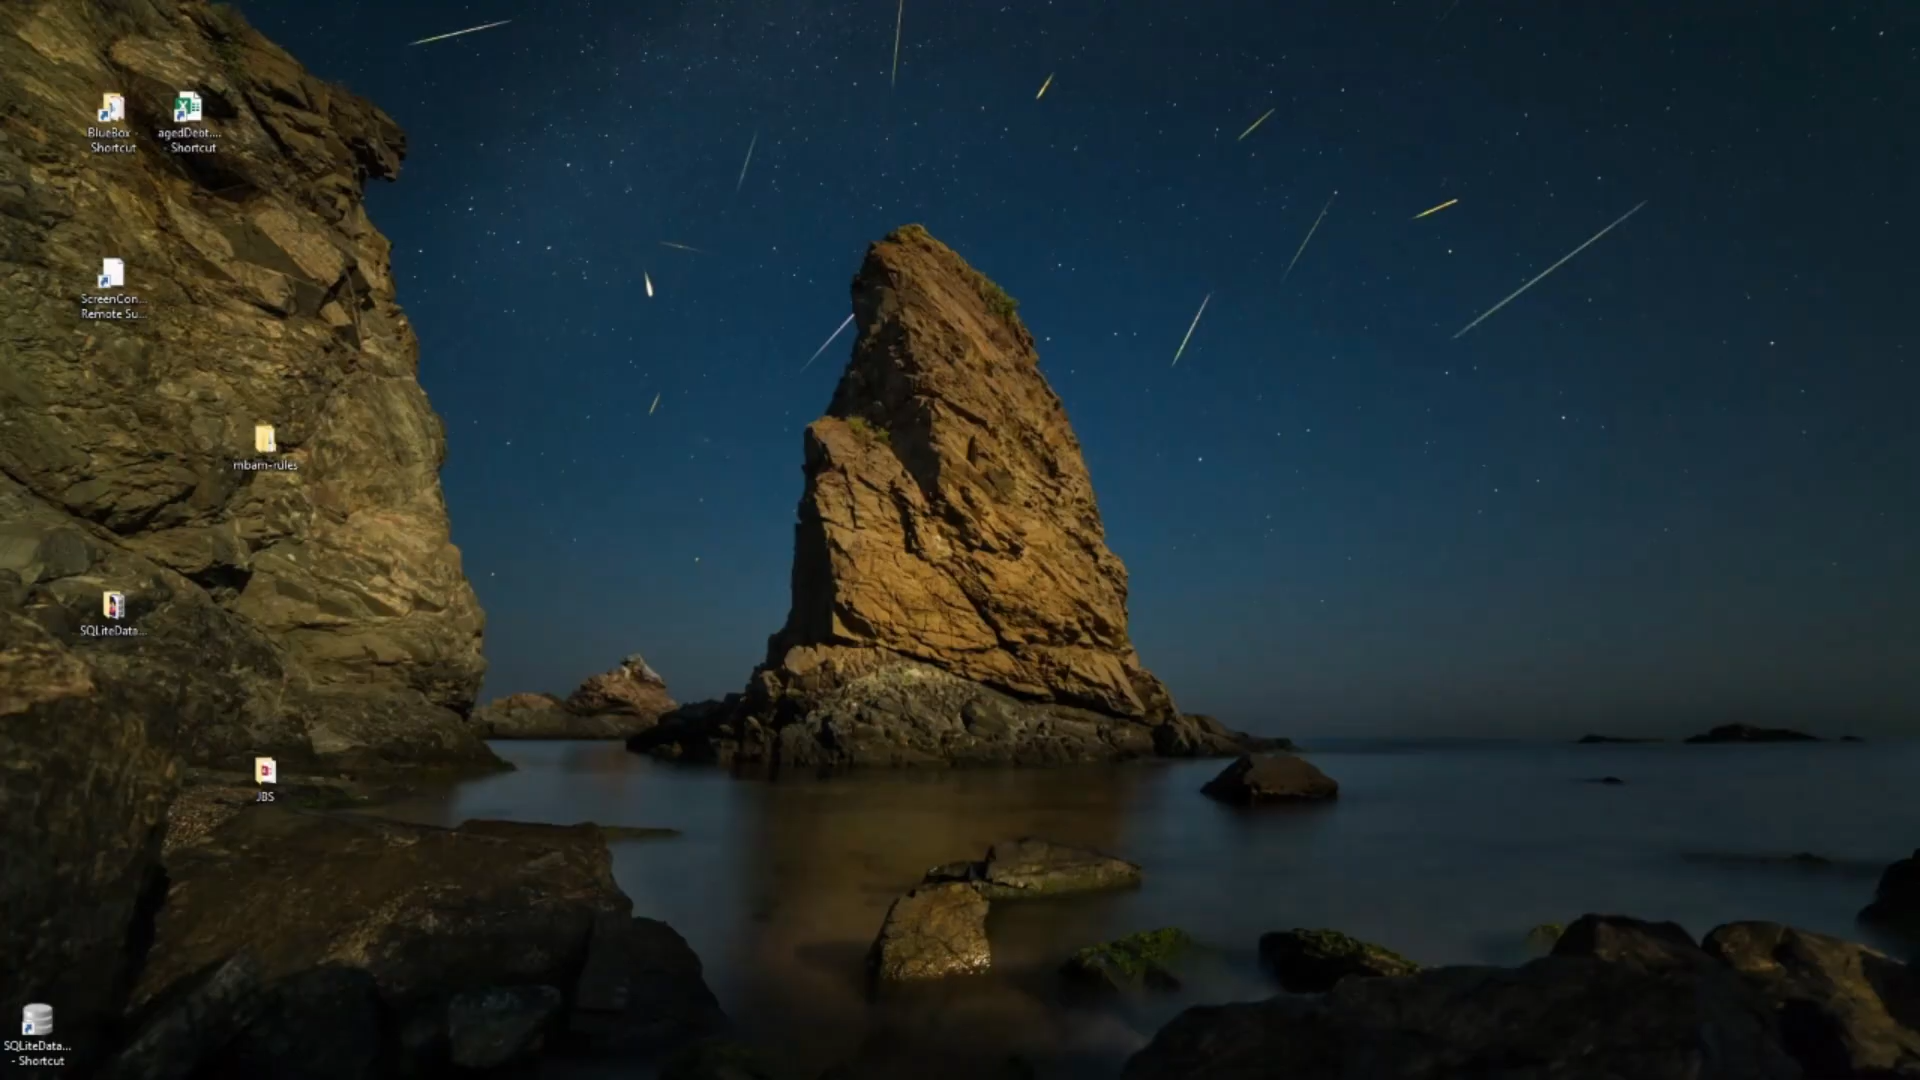 BlueBox -
Shortcut
agedDebt....
- Shortcut
ScreenCon...
Remote Su...
mbam-rules
SQLiteData...
JBS
SQLiteData...
- Shortcut